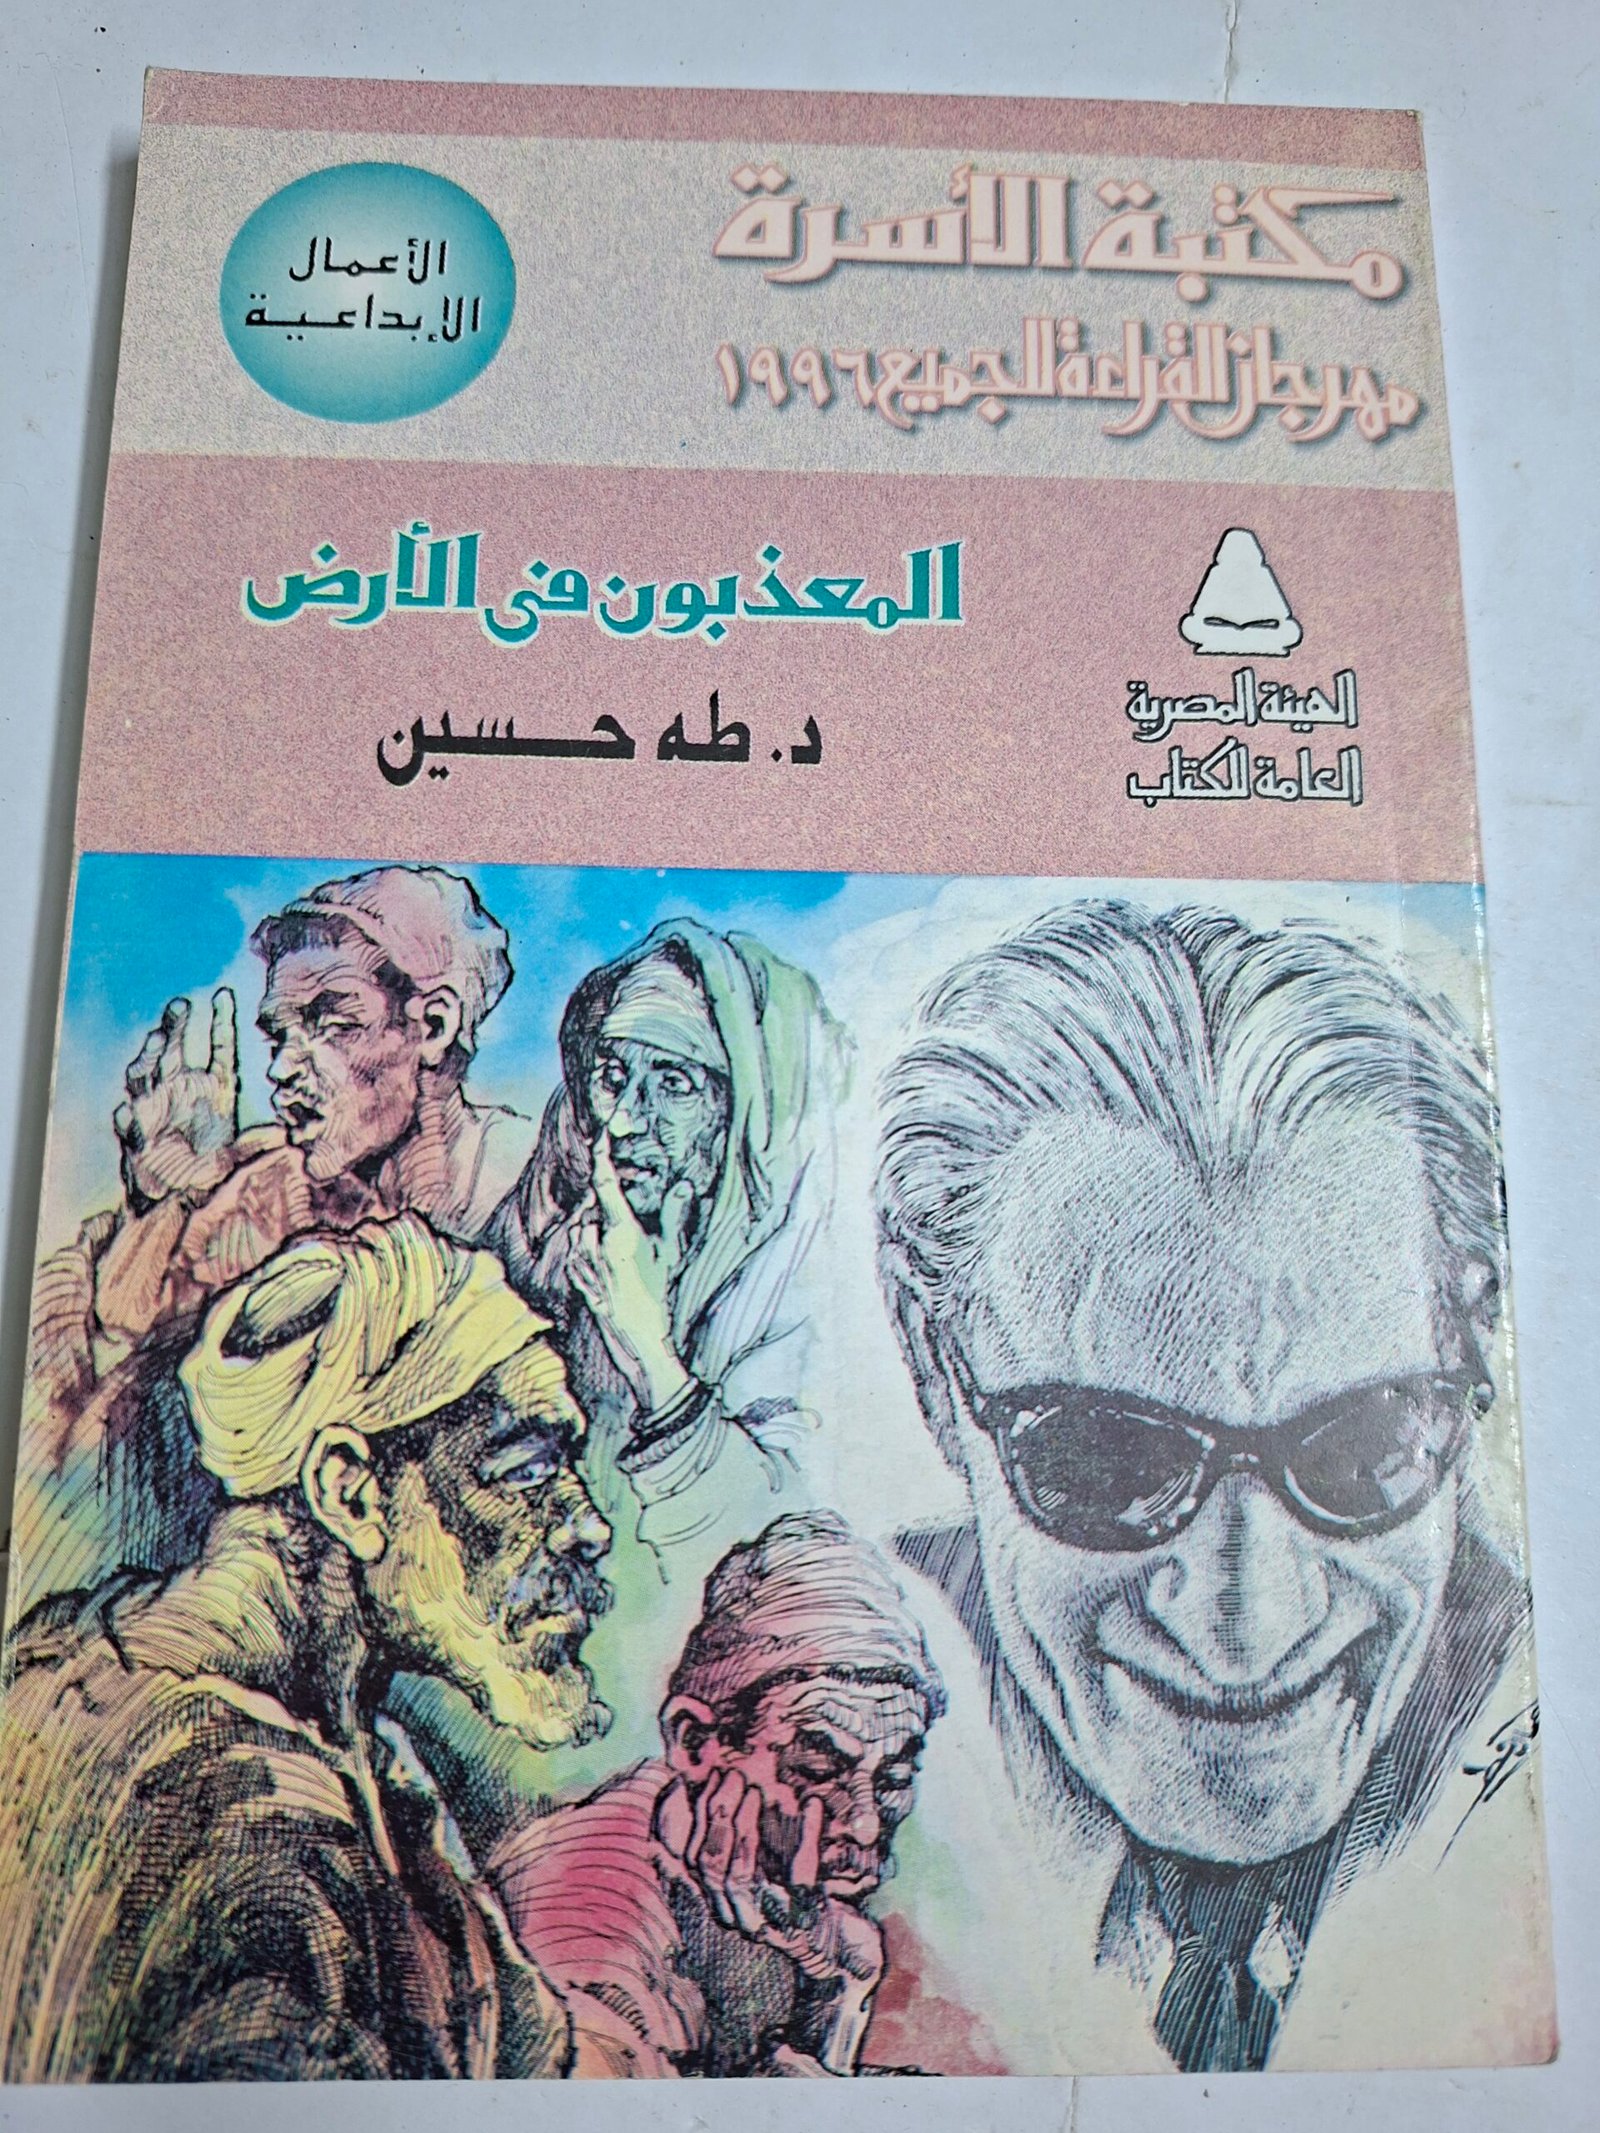 مكتبة الأسرة
مهرجان القراءة للجميع ١٩٩٦
الأعمال
الإبداعية
المعذبون فى الأرض
د. طه حسين
الهيئة المصرية
العامة للكتاب